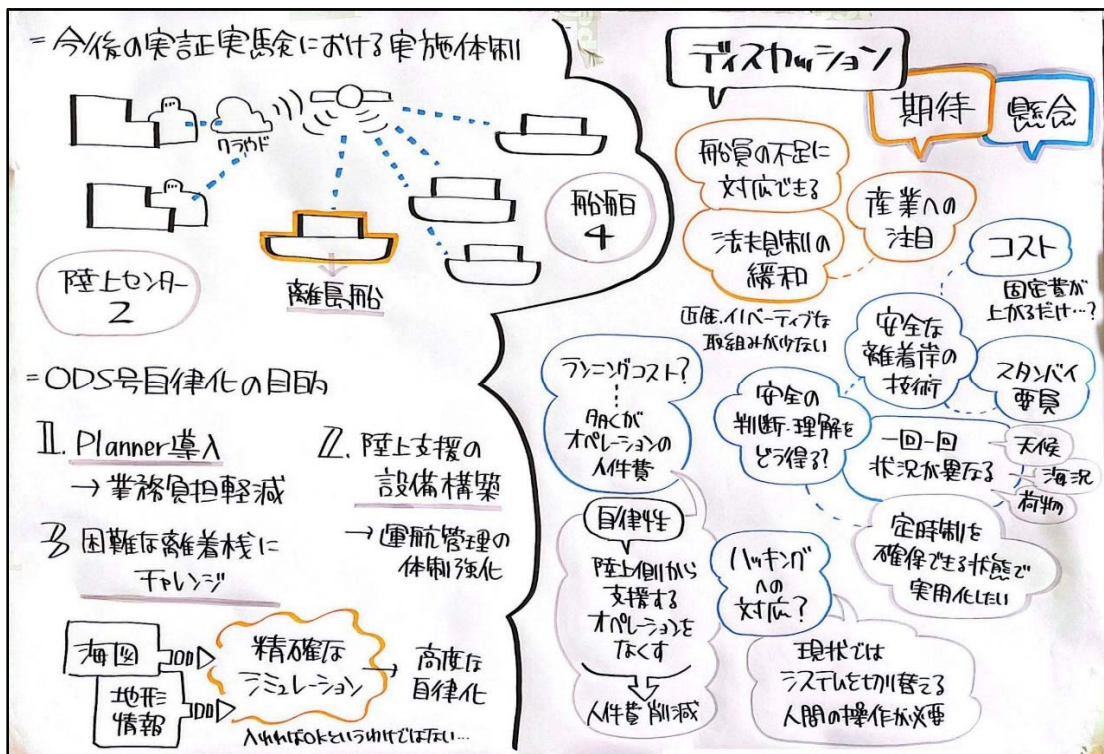 = 今後の実証実験における実施体制
クラウド
船舶
4
陸上センター
2
離島船
= ODS号自律化の目的
1. Planner導入
→ 業務負担軽減
2. 陸上支援の
設備構築
→ 運航管理の
体制強化
3 困難な離着桟に
チャレンジ
海図
地形
情報
精確な
シミュレーション
→ 高度な
自律化
入れればOKというわけではない…
ディスカッション
期待
懸念
船員の不足に
対応できる
産業への
注目
法規制の
緩和
近年、イノベーティブな
取組みが少ない
コスト
固定費が
上がるだけ…?
安全な
離着岸の
技術
スタンバイ
要員
安全の
判断・理解を
どう得る?
一回一回
状況が異なる
天候
海況
荷物
定時制を
確保できる状態で
実用化したい
ランニングコスト?
多くが
オペレーションの
人件費
自律性
陸上側から
支援する
オペレーションを
なくす
人件費削減
ハッキング
への
対応?
現状では
システムを切り替える
人間の操作が必要